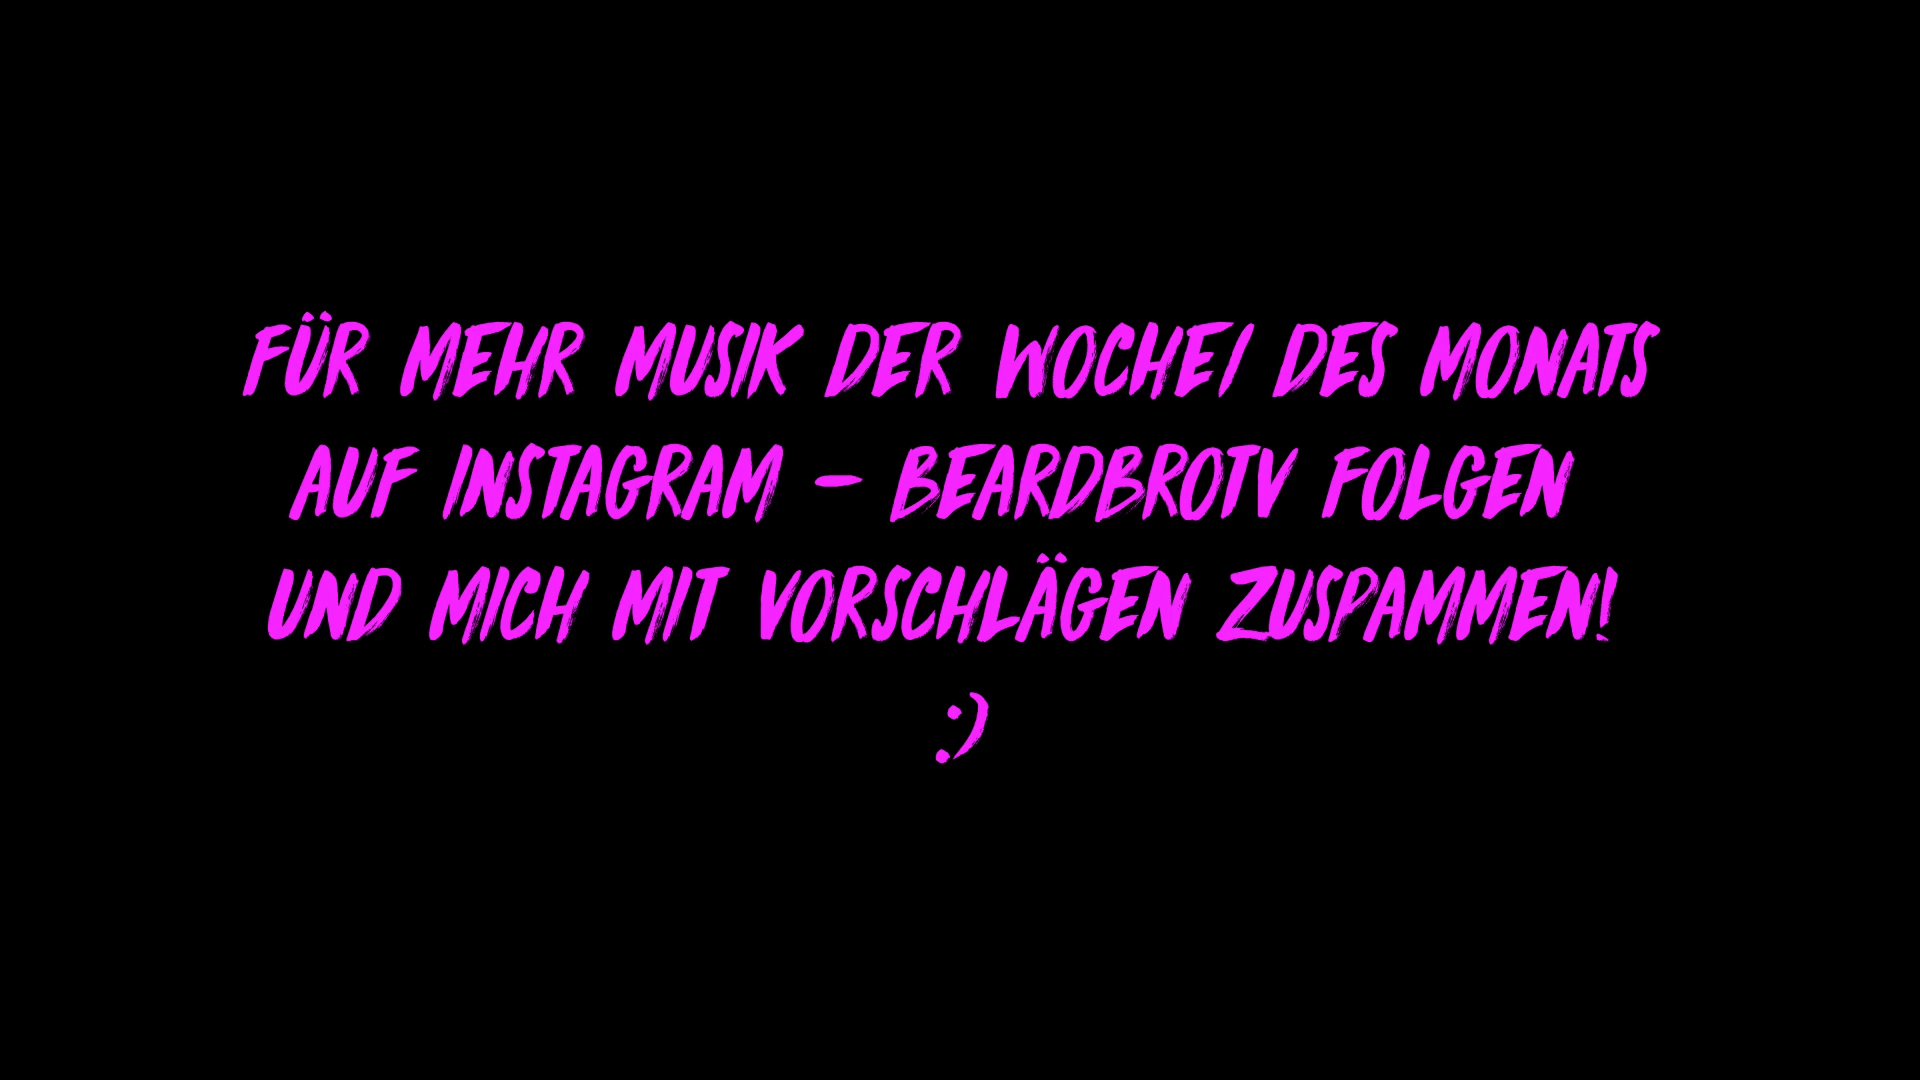 FÜR MEHR MUSIK DER WOCHE/ DES MONATS
AUF INSTAGRAM - BEARDBROTV FOLGEN
UND MICH MIT VORSCHLÄGEN ZUSPAMMEN!
:)